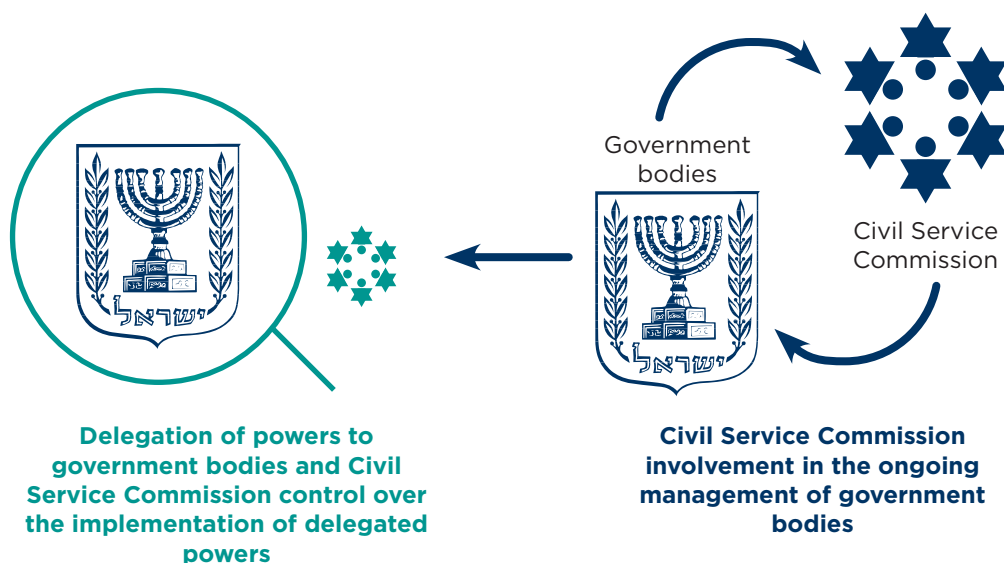 Government
bodies
Civil Service
Commission
ישראל
ישראל
Delegation of powers to
government bodies and Civil
Service Commission control over
the implementation of delegated
powers
Civil Service Commission
involvement in the ongoing
management of government
bodies